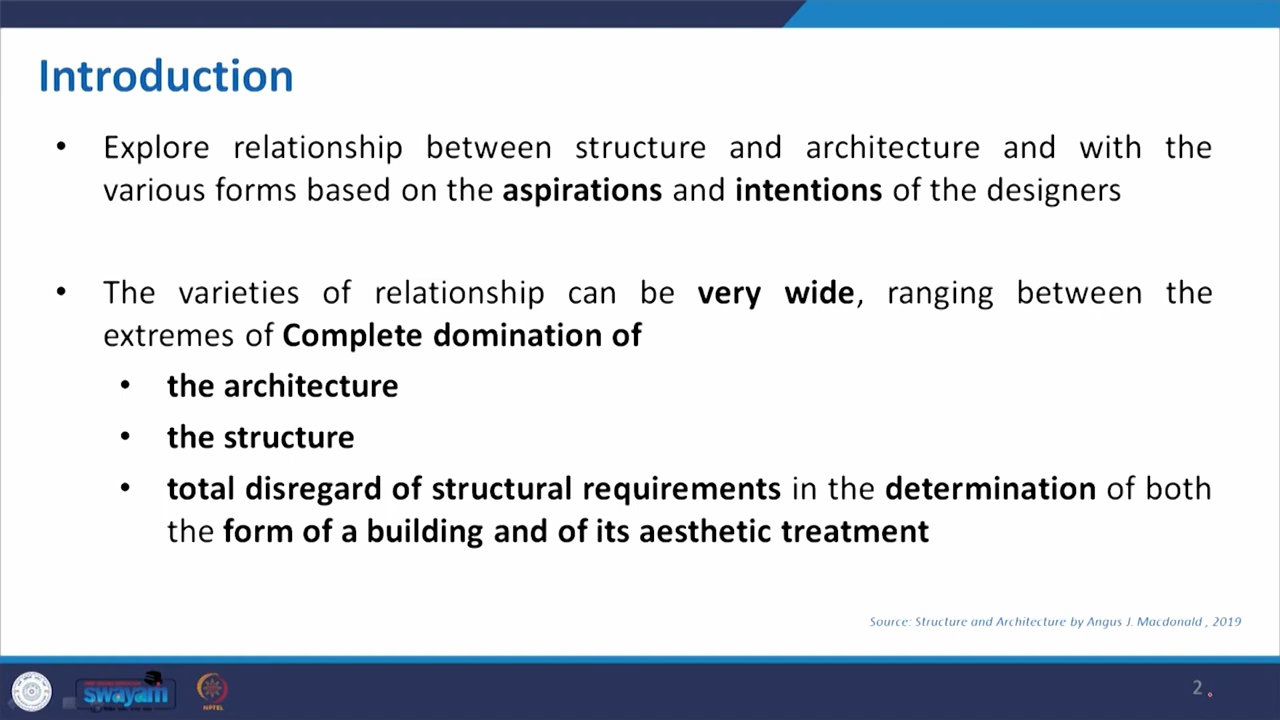 Introduction
• Explore relationship between structure and architecture and with the
various forms based on the aspirations and intentions of the designers
• The varieties of relationship can be very wide, ranging between the
extremes of Complete domination of
• the architecture
• the structure
• total disregard of structural requirements in the determination of both
the form of a building and of its aesthetic treatment
Source: Structure and Architecture by Angus J. Macdonald , 2019
swayam
NPTEL
2